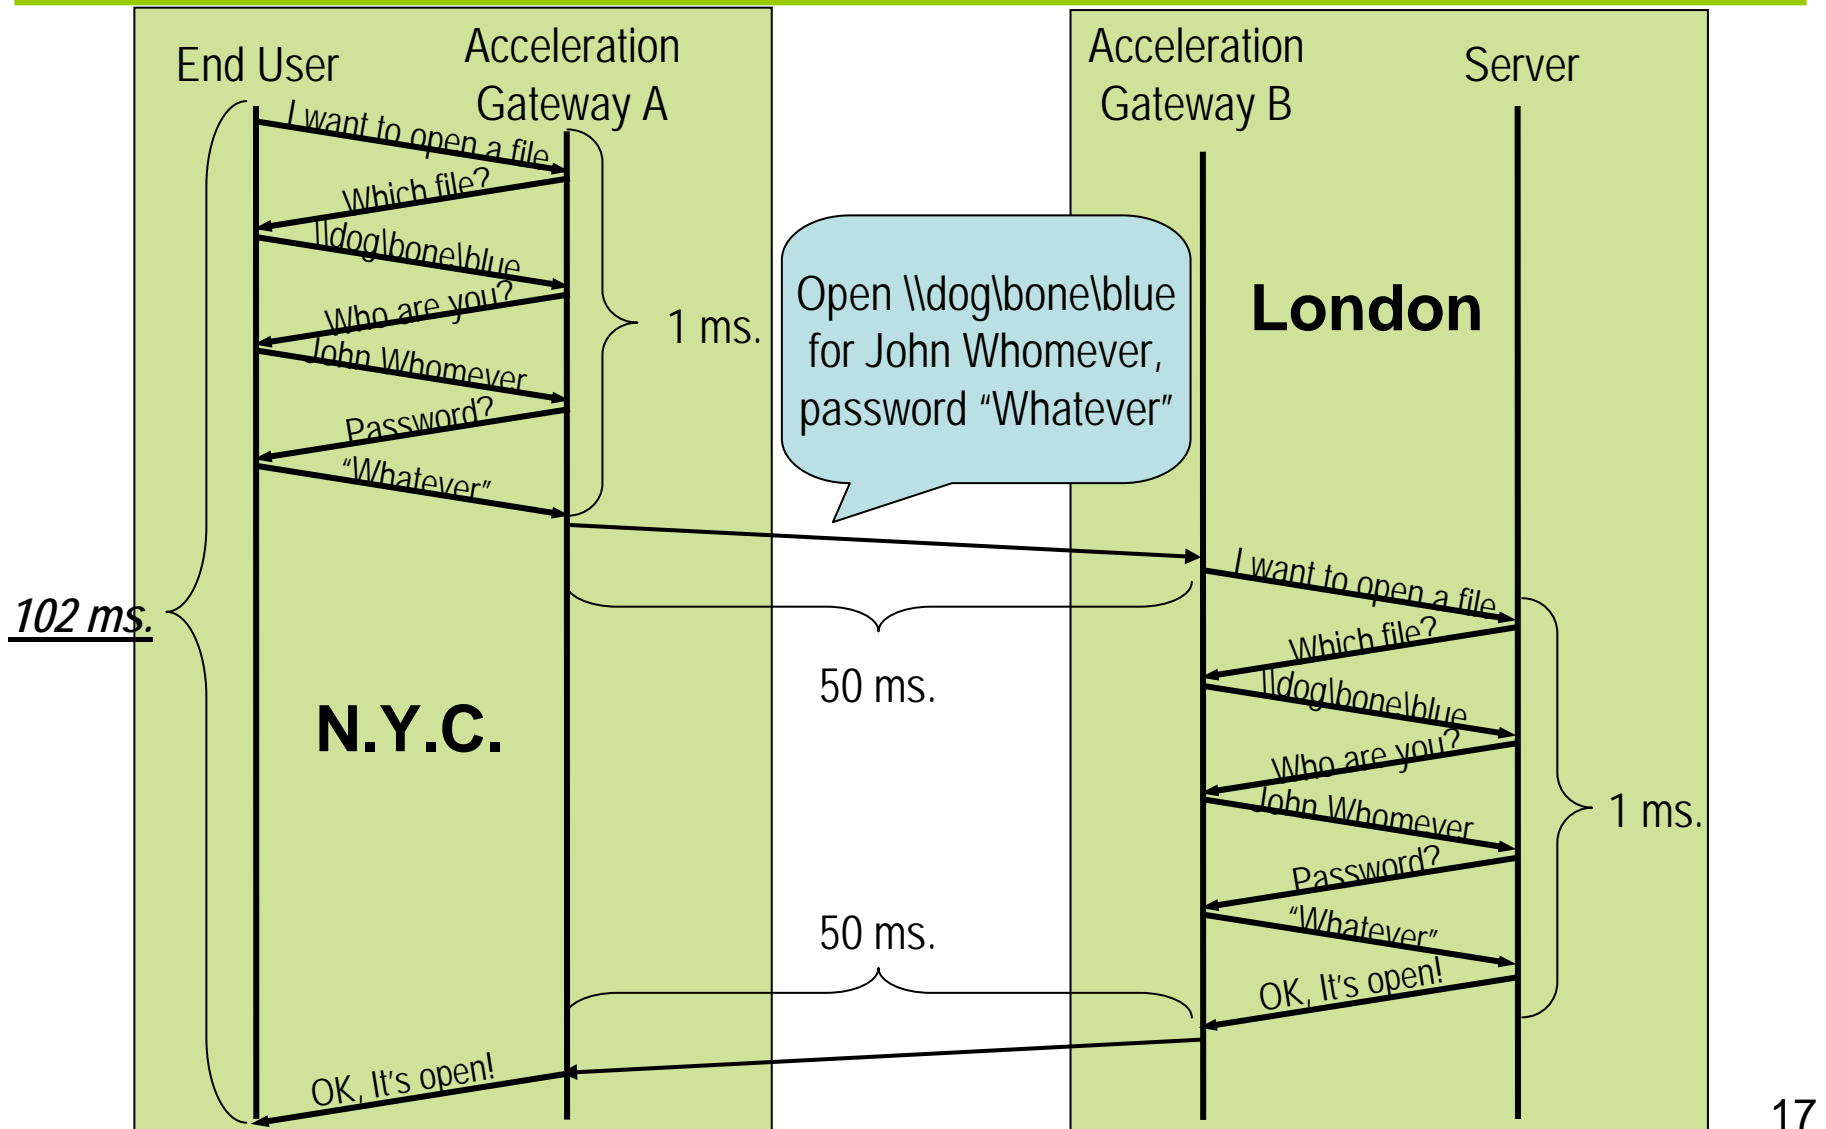 End User
Acceleration
Gateway A
Acceleration
Gateway B
Server
I want to open a file
Which file?
\\dog\bone\blue
Who are you?
John Whomever
Password?
“Whatever”
1 ms.
Open \\dog\bone\blue
for John Whomever,
password “Whatever”
London
102 ms.
N.Y.C.
50 ms.
I want to open a file
Which file?
\\dog\bone\blue
Who are you?
John Whomever
Password?
“Whatever”
OK, It's open!
1 ms.
50 ms.
OK, It's open!
17